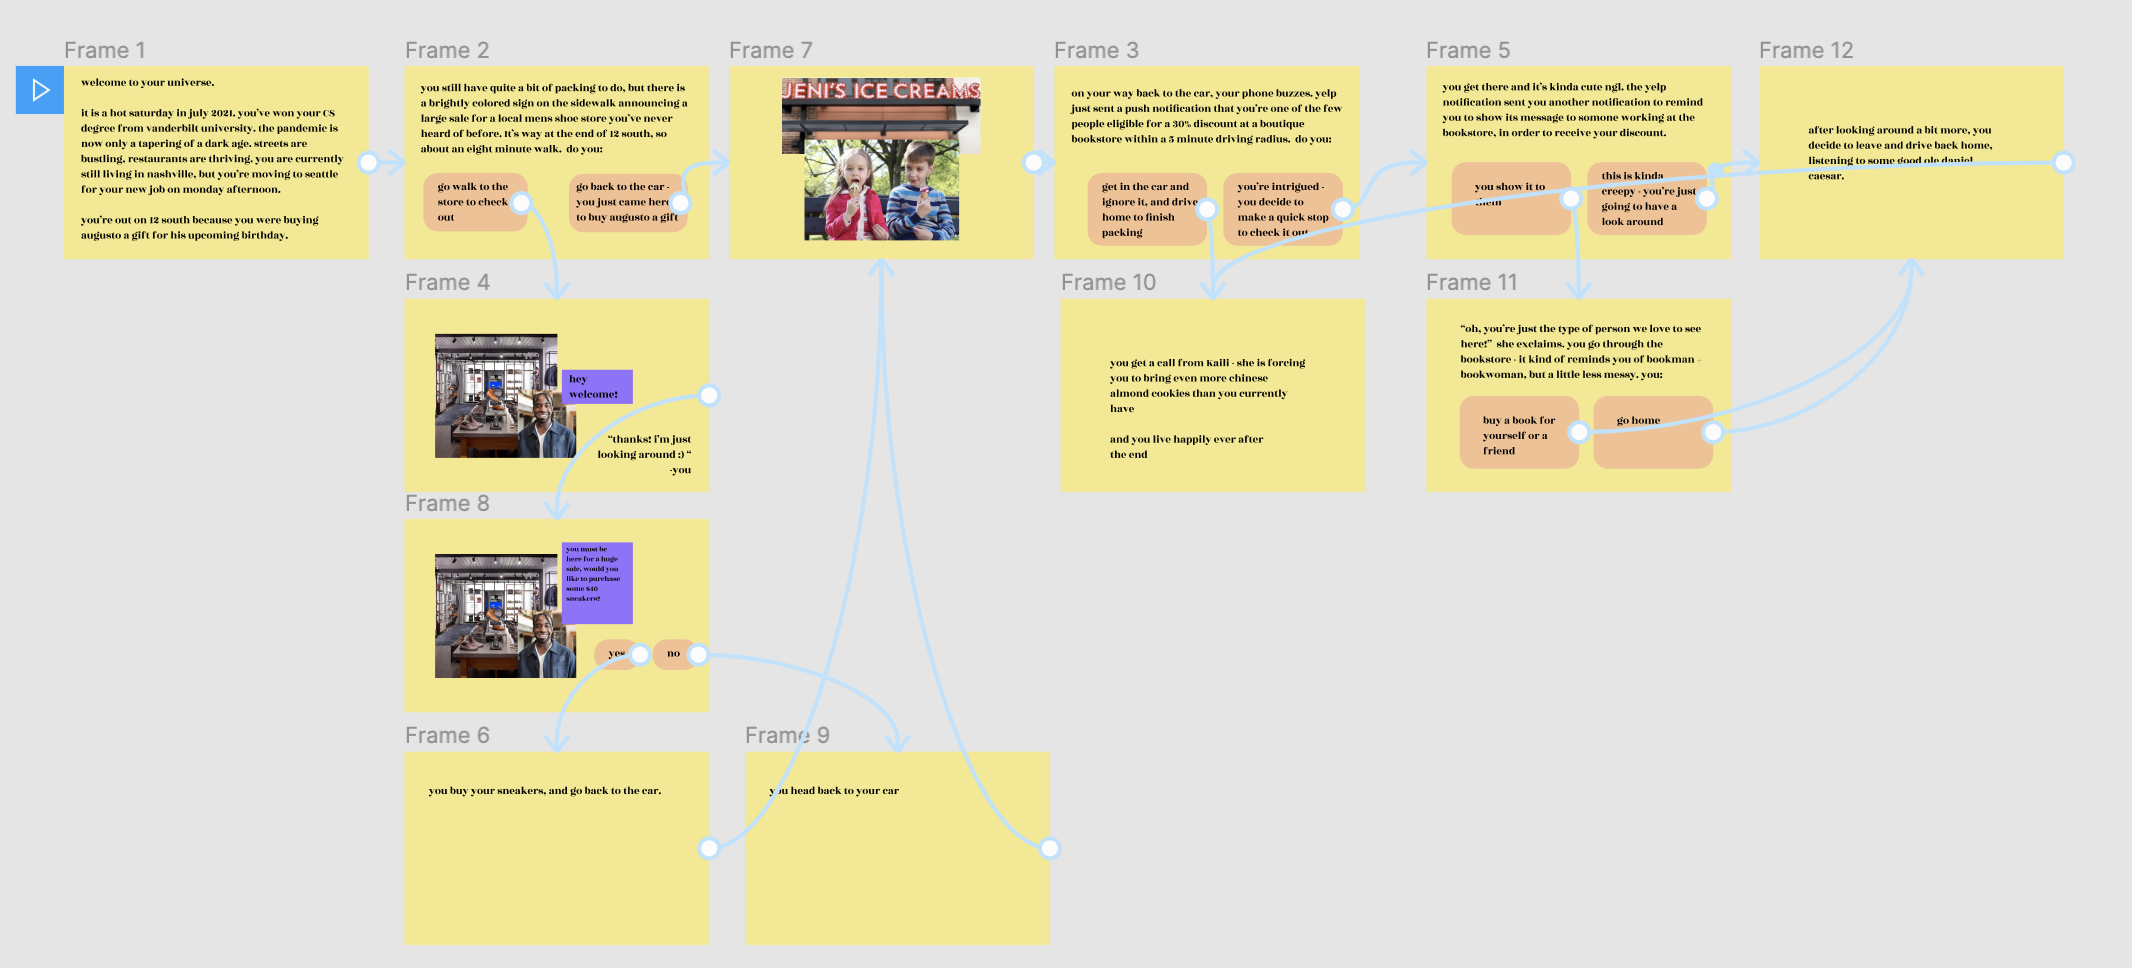 Frame 1
welcome to your universe.
it is a hot saturday in july 2021. you've won your CS
degree from vanderbilt university. the pandemic is
now only a tapering of a dark age. streets are
bustling, restaurants are thriving. you are currently
still living in nashville, but you're moving to seattle
for your new job on monday afternoon.
you're out on 12 south because you were buying
augusto a gift for his upcoming birthday.
Frame 2
you still have quite a bit of packing to do, but there is
a brightly colored sign on the sidewalk announcing a
large sale for a local mens shoe store you've never
heard of before. it's way at the end of 12 south, so
about an eight minute walk. do you:
go walk to the
store to check
out
go back to the car -
you just came here
to buy augusto a gift
Frame 7
JENI'S ICE CREAMS
Frame 3
on your way back to the car, your phone buzzes. yelp
just sent a push notification that you're one of the few
people eligible for a 30% discount at a boutique
bookstore within a 5 minute driving radius. do you:
get in the car and
ignore it, and drive
home to finish
packing
you're intrigued -
you decide to
make a quick stop
to check it out
Frame 5
you get there and it's kinda cute ngl. the yelp
notification sent you another notification to remind
you to show its message to somone working at the
bookstore, in order to receive your discount.
you show it to
them
this is kinda
creepy - you're just
going to have a
look around
Frame 12
after looking around a bit more, you
decide to leave and drive back home,
listening to some good ole daniel
caesar.
Frame 4
hey
welcome!
"thanks! i'm just
looking around :) "
-you
Frame 10
you get a call from Kaili - she is forcing
you to bring even more chinese
almond cookies than you currently
have
and you live happily ever after
the end
Frame 11
"oh, you're just the type of person we love to see
here!" she exclaims. you go through the
bookstore - it kind of reminds you of bookman +
bookwoman, but a little less messy. you:
buy a book for
yourself or a
friend
go home
Frame 8
you must be
here for a huge
sale, would you
like to purchase
some $40
sneakers?
yes
no
Frame 6
you buy your sneakers, and go back to the car.
Frame 9
you head back to your car